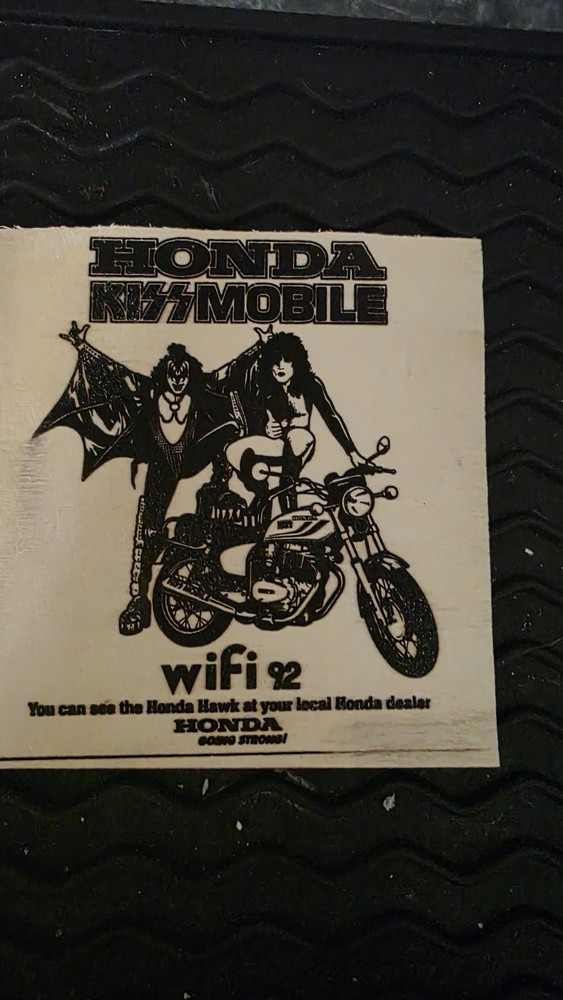 HONDA
KISS MOBILE
HONDA
wifi 92
You can see the Honda Hawk at your local Honda dealer
HONDA
GOING STRONG!